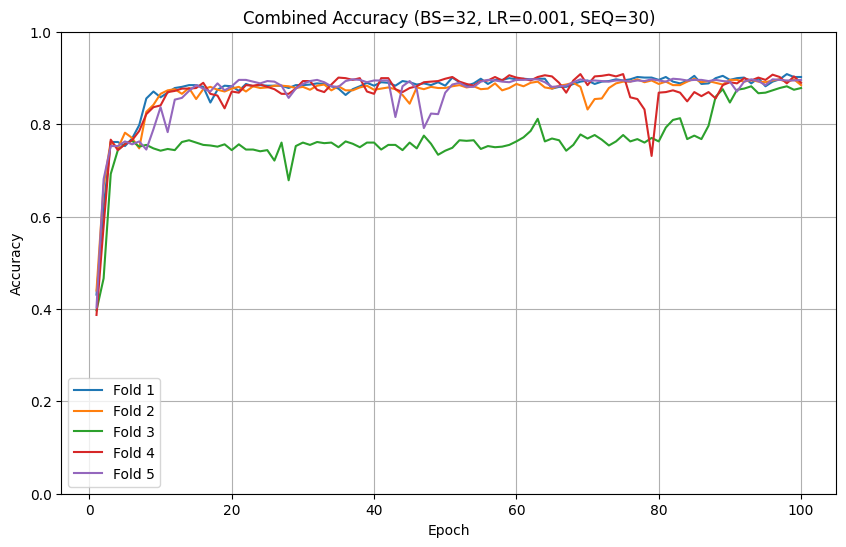 Combined Accuracy (BS=32, LR=0.001, SEQ=30)
1.0
0.8
0.6
0.4
0.2
0.0
Accuracy
Fold 1
Fold 2
Fold 3
Fold 4
Fold 5
0 20 40 60 80 100
Epoch